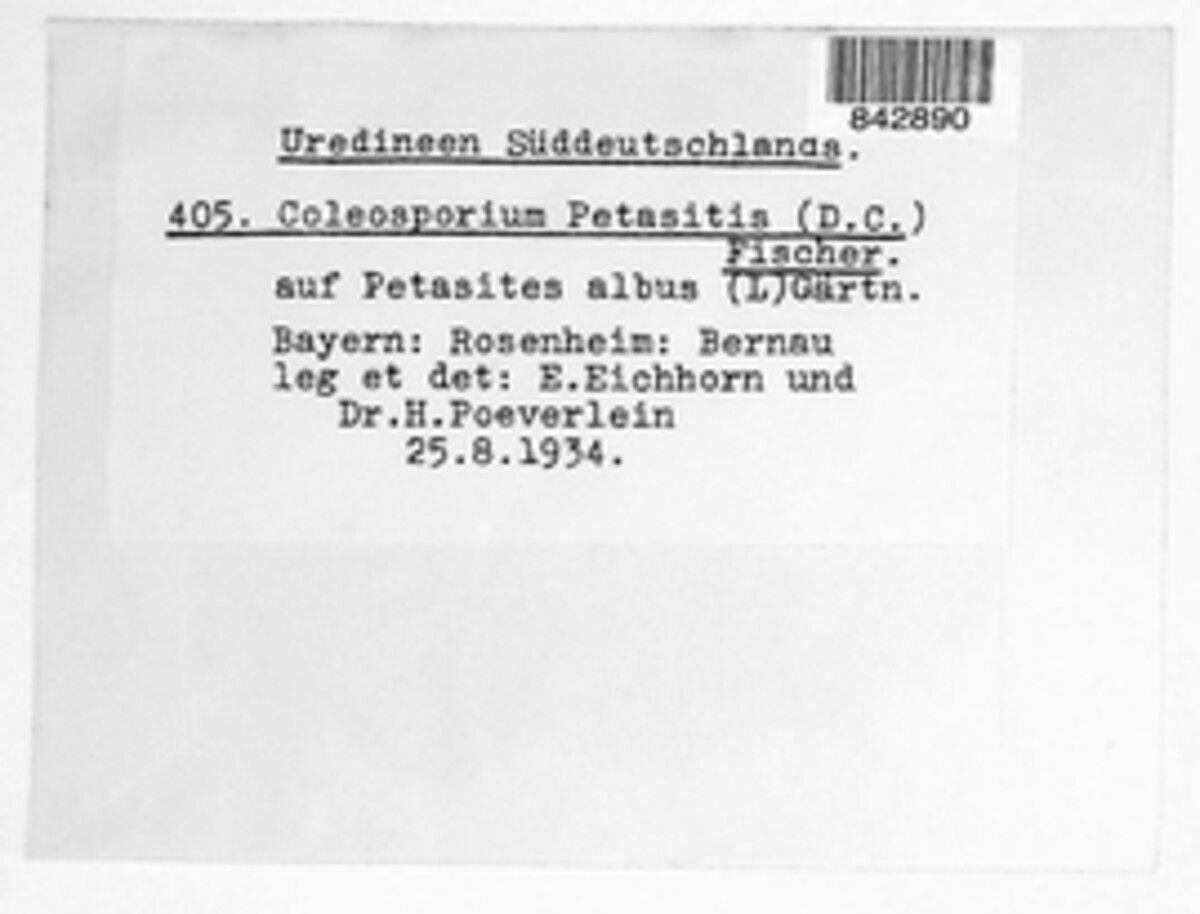 842890
Uredineen Süddeutschlands.
405. Coleosporium Petasitis (D.C.)
Fischer.
auf Petasites albus (L)Gärtn.
Bayern: Rosenheim: Bernau
leg et det: E.Eichhorn und
Dr.H.Poeverlein
25.8.1934.